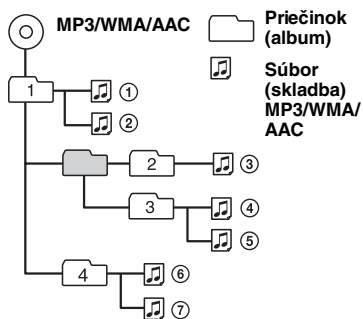 MP3/WMA/AAC
Priečinok
(album)
Súbor
(skladba)
MP3/WMA/
AAC
1
①
②
2
③
3
④
⑤
4
⑥
⑦